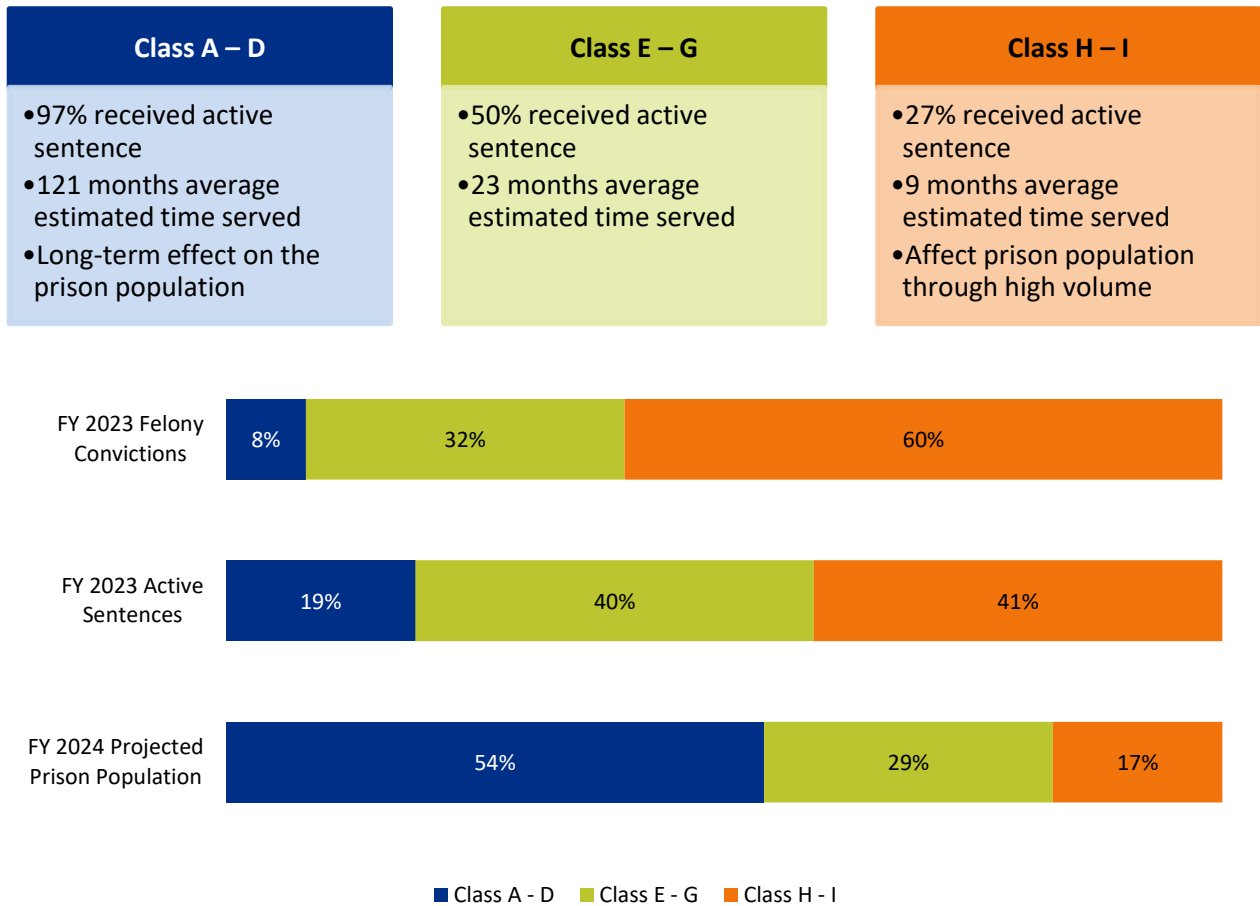 Class A – D
•97% received active
sentence
•121 months average
estimated time served
•Long-term effect on the
prison population
Class E – G
•50% received active
sentence
•23 months average
estimated time served
Class H – I
•27% received active
sentence
•9 months average
estimated time served
•Affect prison population
through high volume
FY 2023 Felony
Convictions
8%
32%
60%
FY 2023 Active
Sentences
19%
40%
41%
FY 2024 Projected
Prison Population
54%
29%
17%
Class A - D
Class E - G
Class H - I